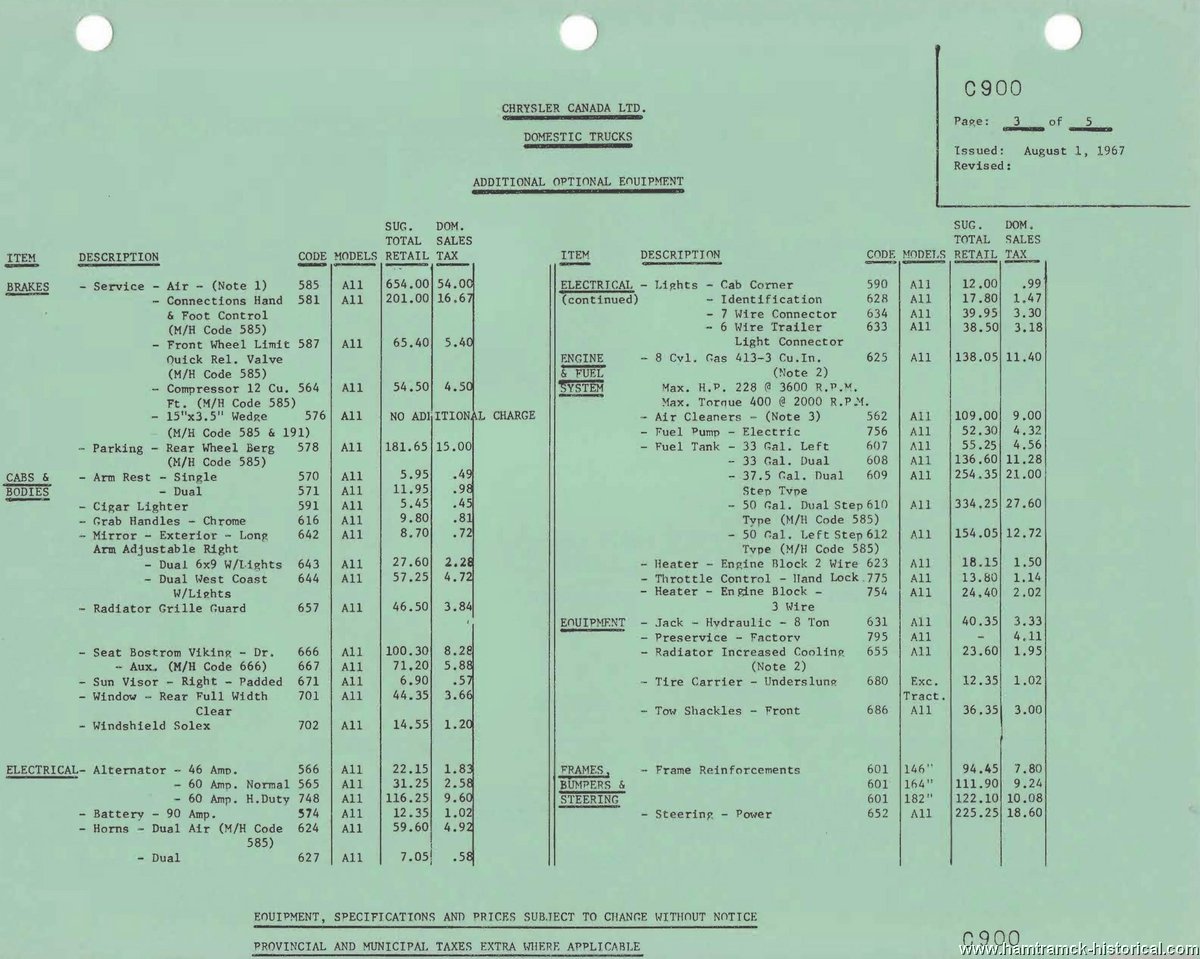 C900
Page: 3 of 5
Issued: August 1, 1967
Revised:
CHRYSLER CANADA LTD.
DOMESTIC TRUCKS
ADDITIONAL OPTIONAL EQUIPMENT
SUG. DOM.
TOTAL SALES
ITEM DESCRIPTION CODE MODELS RETAIL TAX
BRAKES - Service - Air - (Note 1) 585 All 654.00 54.00
- Connections Hand 581 All 201.00 16.67
& Foot Control
(M/H Code 585)
- Front Wheel Limit 587 All 65.40 5.40
Quick Rel. Valve
(M/H Code 585)
- Compressor 12 Cu. 564 All 54.50 4.50
Ft. (M/H Code 585)
- 15"x3.5" Wedge 576 All NO ADDITIONAL CHARGE
(M/H Code 585 & 191)
- Parking - Rear Wheel Berg 578 All 181.65 15.00
(M/H Code 585)
CABS & - Arm Rest - Single 570 All 5.95 .49
BODIES - Dual 571 All 11.95 .98
- Cigar Lighter 591 All 5.45 .45
- Grab Handles - Chrome 616 All 9.80 .81
- Mirror - Exterior - Long 642 All 8.70 .72
Arm Adjustable Right
- Dual 6x9 W/Lights 643 All 27.60 2.28
- Dual West Coast 644 All 57.25 4.72
W/Lights
- Radiator Grille Guard 657 All 46.50 3.84
- Seat Bostrom Viking - Dr. 666 All 100.30 8.28
- Aux. (M/H Code 666) 667 All 71.20 5.88
- Sun Visor - Right - Padded 671 All 6.90 .57
- Window - Rear Full Width 701 All 44.35 3.66
Clear
- Windshield Solex 702 All 14.55 1.20
ELECTRICAL- Alternator - 46 Amp. 566 All 22.15 1.83
- 60 Amp. Normal 565 All 31.25 2.58
- 60 Amp. H.Duty 748 All 116.25 9.60
- Battery - 90 Amp. 574 All 12.35 1.02
- Horns - Dual Air (M/H Code 624 All 59.60 4.92
585)
- Dual 627 All 7.05 .58
SUG. DOM.
TOTAL SALES
ITEM DESCRIPTION CODE MODELS RETAIL TAX
ELECTRICAL - Lights - Cab Corner 590 All 12.00 .99
(continued) - Identification 628 All 17.80 1.47
- 7 Wire Connector 634 All 39.95 3.30
- 6 Wire Trailer 633 All 38.50 3.18
Light Connector
ENGINE - 8 Cyl. Gas 413-3 Cu.In. 625 All 138.05 11.40
& FUEL (Note 2)
SYSTEM Max. H.P. 228 @ 3600 R.P.M.
Max. Torque 400 @ 2000 R.P.M.
- Air Cleaners - (Note 3) 562 All 109.00 9.00
- Fuel Pump - Electric 756 All 52.30 4.32
- Fuel Tank - 33 Gal. Left 607 All 55.25 4.56
- 33 Gal. Dual 608 All 136.60 11.28
- 37.5 Gal. Dual 609 All 254.35 21.00
Step Type
- 50 Gal. Dual Step 610 All 334.25 27.60
Type (M/H Code 585)
- 50 Gal. Left Step 612 All 154.05 12.72
Type (M/H Code 585)
- Heater - Engine Block 2 Wire 623 All 18.15 1.50
- Throttle Control - Hand Lock 775 All 13.80 1.14
- Heater - Engine Block - 754 All 24.40 2.02
3 Wire
EQUIPMENT - Jack - Hydraulic - 8 Ton 631 All 40.35 3.33
- Preservice - Factory 795 All - 4.11
- Radiator Increased Cooling 655 All 23.60 1.95
(Note 2)
- Tire Carrier - Underslung 680 Exc. 12.35 1.02
Tract.
- Tow Shackles - Front 686 All 36.35 3.00
FRAMES, - Frame Reinforcements 601 146" 94.45 7.80
BUMPERS & 601 164" 111.90 9.24
STEERING 601 182" 122.10 10.08
- Steering - Power 652 All 225.25 18.60
EQUIPMENT, SPECIFICATIONS AND PRICES SUBJECT TO CHANGE WITHOUT NOTICE
PROVINCIAL AND MUNICIPAL TAXES EXTRA WHERE APPLICABLE
C900
www.hamtramck-historical.com